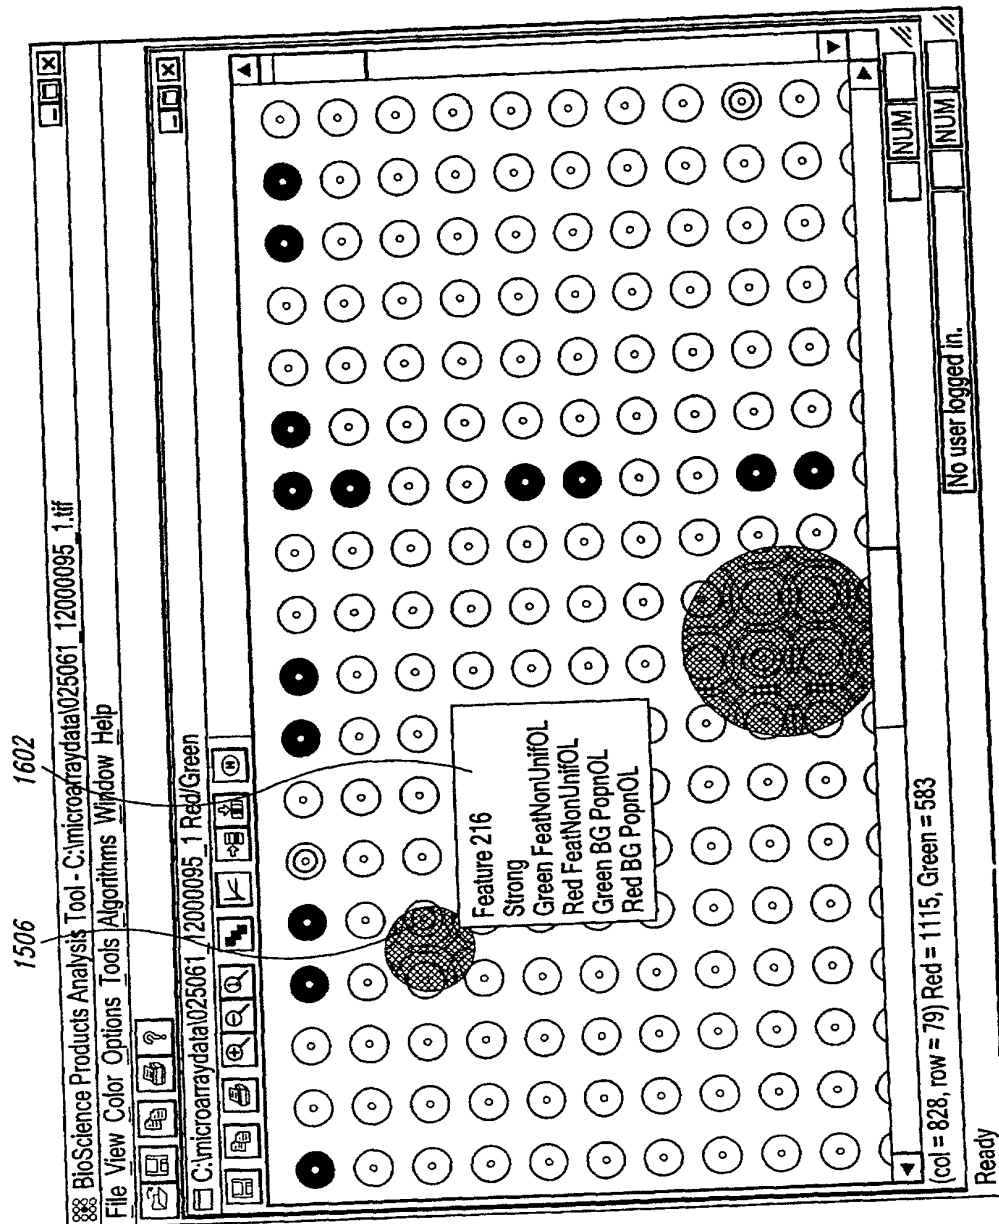 1506
1602
BioScience Products Analysis Tool - C:\microarraydata\025061_12000095_1.tif
File View Color Options Tools Algorithms Window Help
C:\microarraydata\025061_12000095_1 Red/Green
Feature 216
Strong
Green FeatNonUnifOL
Red FeatNonUnifOL
Green BG PopnOL
Red BG PopnOL
(col = 828, row = 79) Red = 1115, Green = 583
NUM
Ready
No user logged in.
NUM